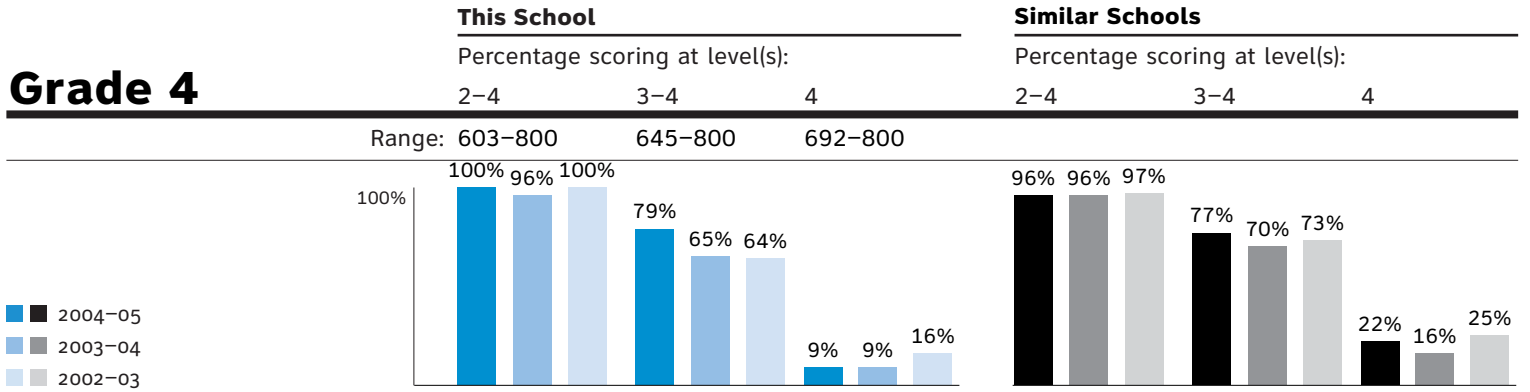 This School Similar Schools
Percentage scoring at level(s): Percentage scoring at level(s):
Grade 4
2–4 3–4 4 2–4 3–4 4
Range: 603–800 645–800 692–800
100% 96% 100% 96% 96% 97%
100%
79% 77% 70% 73%
65% 64%
2004–05
22% 16% 25%
9% 9% 16%
2003–04
2002–03